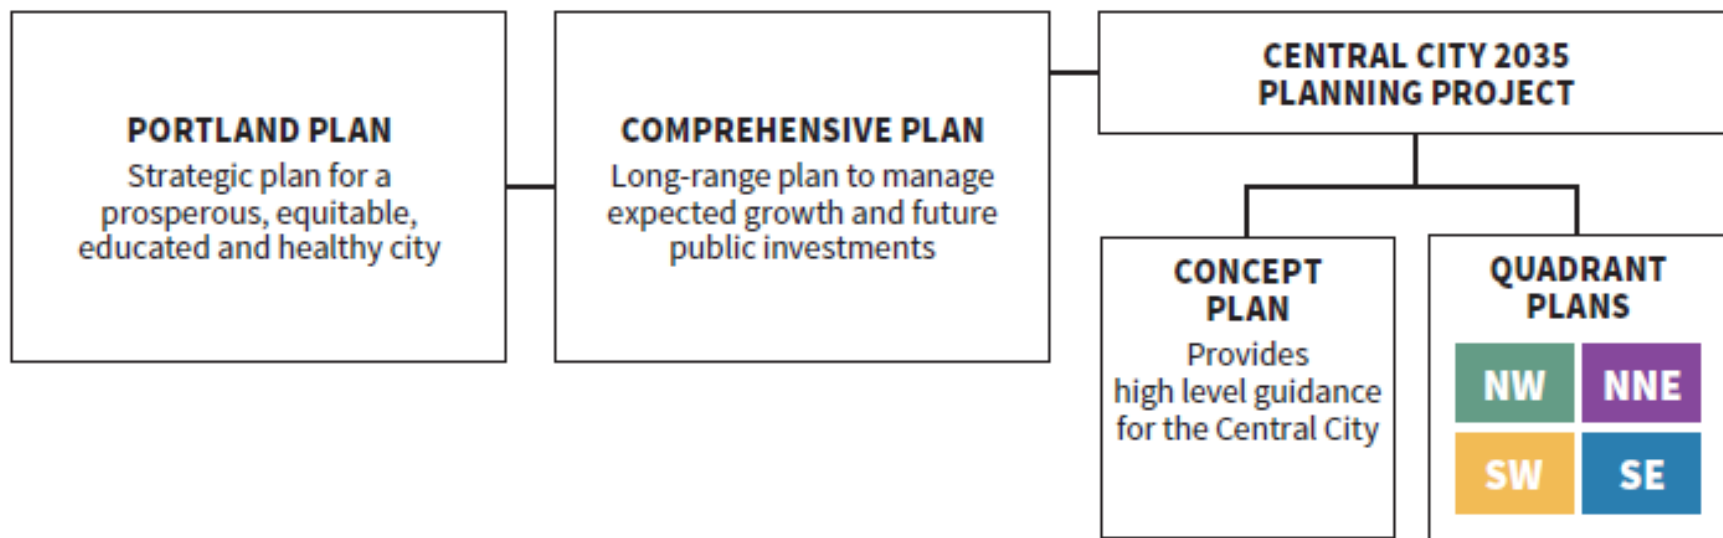 PORTLAND PLAN
Strategic plan for a
prosperous, equitable,
educated and healthy city
COMPREHENSIVE PLAN
Long-range plan to manage
expected growth and future
public investments
CENTRAL CITY 2035
PLANNING PROJECT
CONCEPT
PLAN
Provides
high level guidance
for the Central City
QUADRANT
PLANS
NW NNE
SW SE